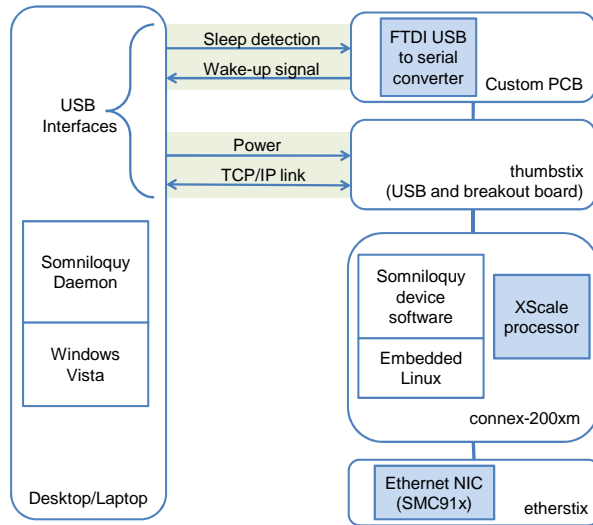 Sleep detection
Wake-up signal
FTDI USB
to serial
converter
Custom PCB
USB
Interfaces
Power
TCP/IP link
thumbstix
(USB and breakout board)
Somniloquy
Daemon
Windows
Vista
Desktop/Laptop
Somniloquy
device
software
Embedded
Linux
XScale
processor
connex-200xm
Ethernet NIC
(SMC91x)
etherstix